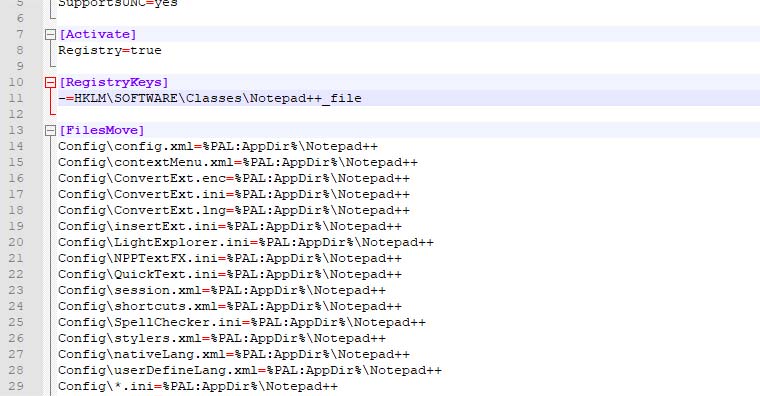 5 SupportsUNC=yes
6
7 [Activate]
8 Registry=true
9
10 [RegistryKeys]
11 -=HKLM\SOFTWARE\Classes\Notepad++_file
12
13 [FilesMove]
14 Config\config.xml=%PAL:AppDir%\Notepad++
15 Config\contextMenu.xml=%PAL:AppDir%\Notepad++
16 Config\ConvertExt.enc=%PAL:AppDir%\Notepad++
17 Config\ConvertExt.ini=%PAL:AppDir%\Notepad++
18 Config\ConvertExt.lng=%PAL:AppDir%\Notepad++
19 Config\insertExt.ini=%PAL:AppDir%\Notepad++
20 Config\LightExplorer.ini=%PAL:AppDir%\Notepad++
21 Config\NPPTextFX.ini=%PAL:AppDir%\Notepad++
22 Config\QuickText.ini=%PAL:AppDir%\Notepad++
23 Config\session.xml=%PAL:AppDir%\Notepad++
24 Config\shortcuts.xml=%PAL:AppDir%\Notepad++
25 Config\SpellChecker.ini=%PAL:AppDir%\Notepad++
26 Config\stylers.xml=%PAL:AppDir%\Notepad++
27 Config\nativeLang.xml=%PAL:AppDir%\Notepad++
28 Config\userDefineLang.xml=%PAL:AppDir%\Notepad++
29 Config\*.ini=%PAL:AppDir%\Notepad++